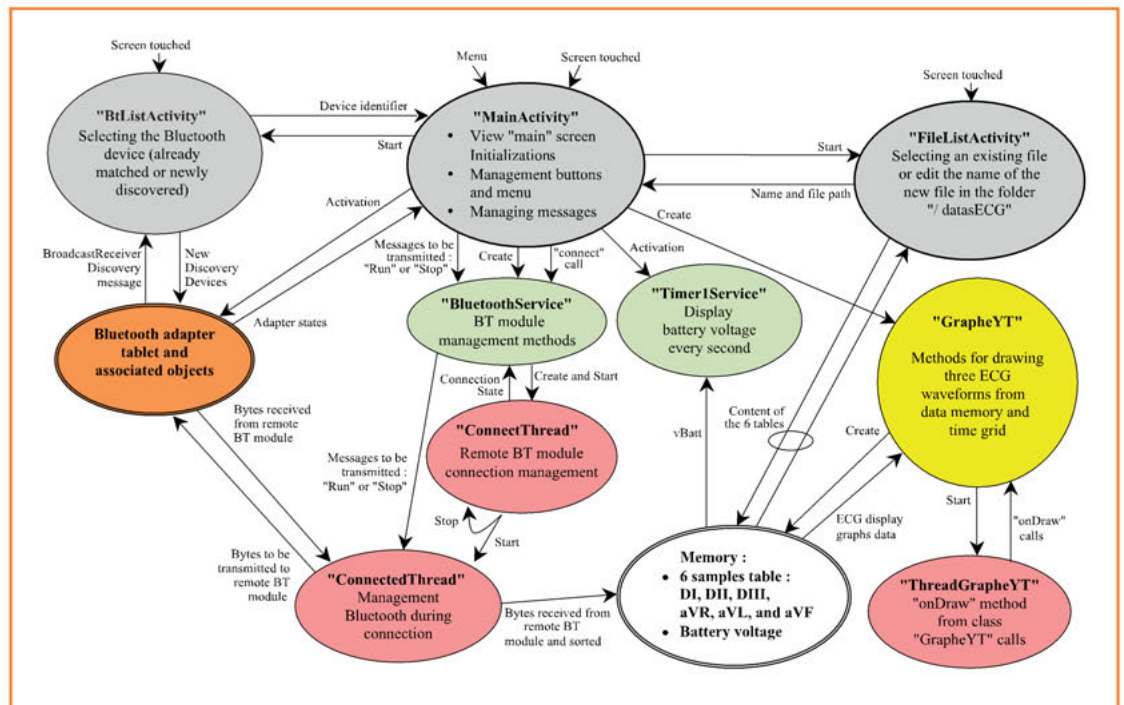 Screen touched
Menu
Screen touched
Screen touched
"BtListActivity"
Selecting the Bluetooth
device (already
matched or newly
discovered)
Device identifier
Start
"MainActivity"
• View "main" screen
Initializations
• Management buttons
and menu
• Managing messages
Start
Name and file path
"FileListActivity"
Selecting an existing file
or edit the name of the
new file in the folder
"/ datasECG"
Activation
BroadcastReceiver
Discovery
message
New
Discovery
Devices
Adapter states
Messages to be
transmitted :
"Run" or "Stop"
Create
"connect"
call
Activation
Create
Bluetooth adapter
tablet and
associated objects
"BluetoothService"
BT module
management methods
"Timer1Service"
Display
battery voltage
every second
"GrapheYT"
Methods for drawing
three ECG
waveforms from
data memory and
time grid
Connection
State
Create and Start
Bytes received
from remote
BT module
"ConnectThread"
Remote BT module
connection management
vBatt
Content of
the 6 tables
Create
Messages to be
transmitted :
"Run" or "Stop"
Stop
Start
ECG display
graphs data
Start
"onDraw"
calls
Bytes to be
transmitted to
remote BT
module
"ConnectedThread"
Management
Bluetooth during
connection
Bytes received from
remote BT
module and sorted
Memory :
• 6 samples table :
DI, DII, DIII,
aVR, aVL, and aVF
• Battery voltage
"ThreadGrapheYT"
"onDraw" method
from class
"GrapheYT" calls